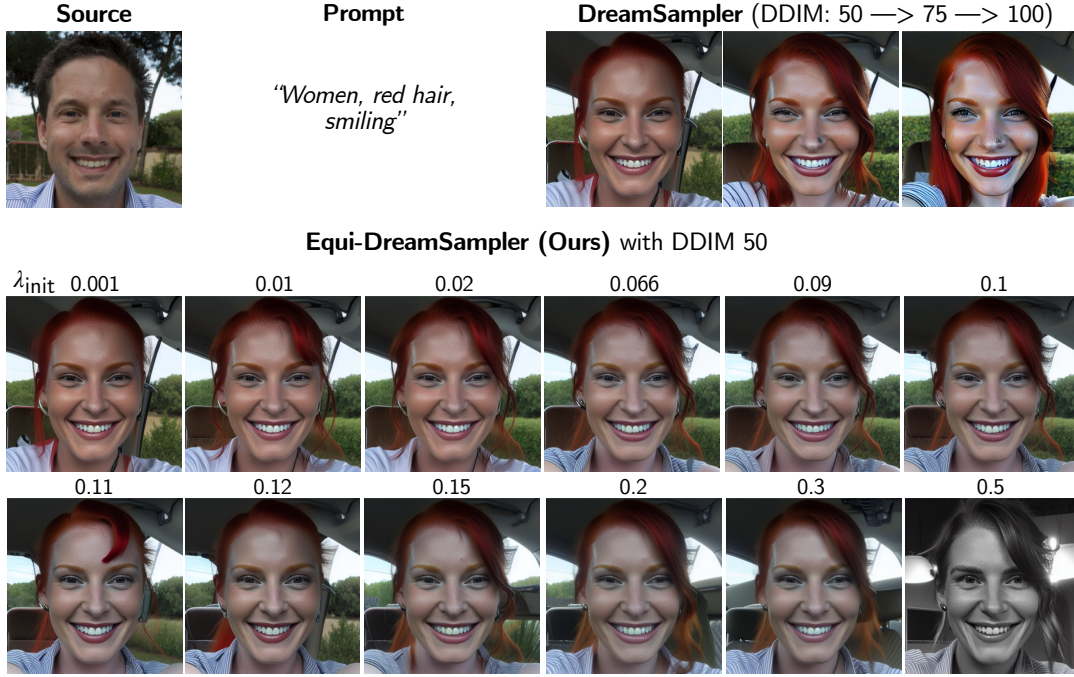 Source
Prompt
DreamSampler (DDIM: 50 —> 75 —> 100)
“Women, red hair,
smiling”
Equi-DreamSampler (Ours) with DDIM 50
λinit 0.001 0.01 0.02 0.066 0.09 0.1
0.11 0.12 0.15 0.2 0.3 0.5